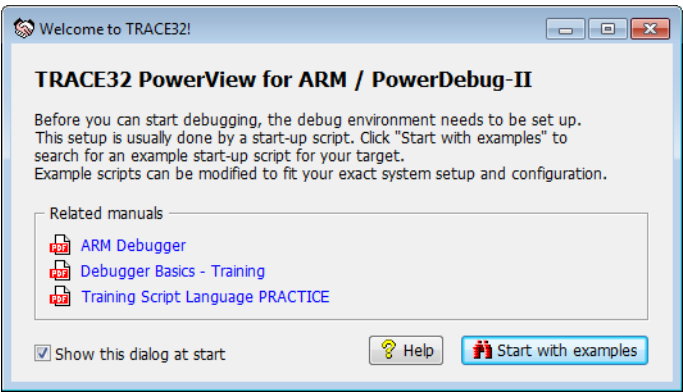 Welcome to TRACE32!
TRACE32 PowerView for ARM / PowerDebug-II
Before you can start debugging, the debug environment needs to be set up.
This setup is usually done by a start-up script. Click "Start with examples" to
search for an example start-up script for your target.
Example scripts can be modified to fit your exact system setup and configuration.
Related manuals
PDF ARM Debugger
PDF Debugger Basics - Training
PDF Training Script Language PRACTICE
Show this dialog at start
Help
Start with examples